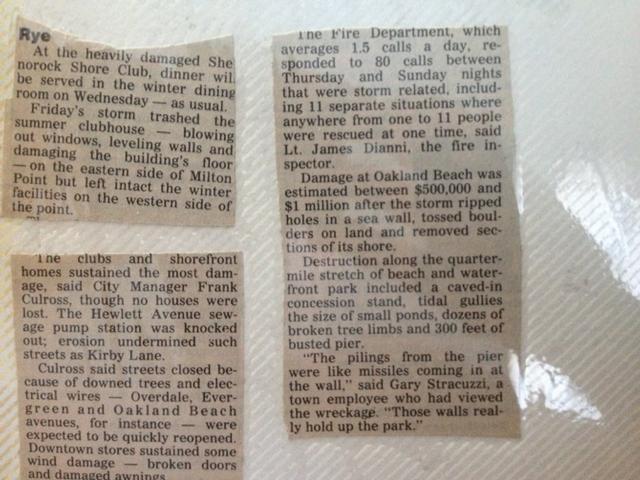 Rye
At the heavily damaged She
norock Shore Club, dinner wil
be served in the winter dining
room on Wednesday — as usual.
Friday's storm trashed the
summer clubhouse — blowing
out windows, leveling walls and
damaging the building's floor
— on the eastern side of Milton
Point but left intact the winter
facilities on the western side of
the point.
The clubs and shorefront
homes sustained the most dam-
age, said City Manager Frank
Culross, though no houses were
lost. The Hewlett Avenue sew-
age pump station was knocked
out; erosion undermined such
streets as Kirby Lane.
Culross said streets closed be-
cause of downed trees and elec-
trical wires — Overdale, Ever-
green and Oakland Beach
avenues, for instance — were
expected to be quickly reopened.
Downtown stores sustained some
wind damage — broken doors
and damaged awnings
The Fire Department, which
averages 1.5 calls a day, re-
sponded to 80 calls between
Thursday and Sunday nights
that were storm related, includ-
ing 11 separate situations where
anywhere from one to 11 people
were rescued at one time, said
Lt. James Dianni, the fire in-
spector.
Damage at Oakland Beach was
estimated between $500,000 and
$1 million after the storm ripped
holes in a sea wall, tossed boul-
ders on land and removed sec-
tions of its shore.
Destruction along the quarter-
mile stretch of beach and water-
front park included a caved-in
concession stand, tidal gullies
the size of small ponds, dozens of
broken tree limbs and 300 feet of
busted pier.
"The pilings from the pier
were like missiles coming in at
the wall," said Gary Stracuzzi, a
town employee who had viewed
the wreckage. "Those walls real-
ly hold up the park."